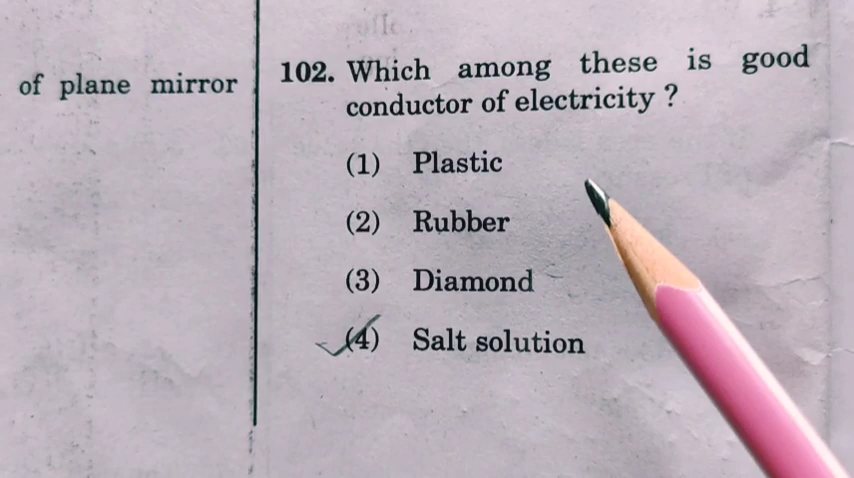 of plane mirror
102. Which among these is good
conductor of electricity ?
(1) Plastic
(2) Rubber
(3) Diamond
(4) Salt solution